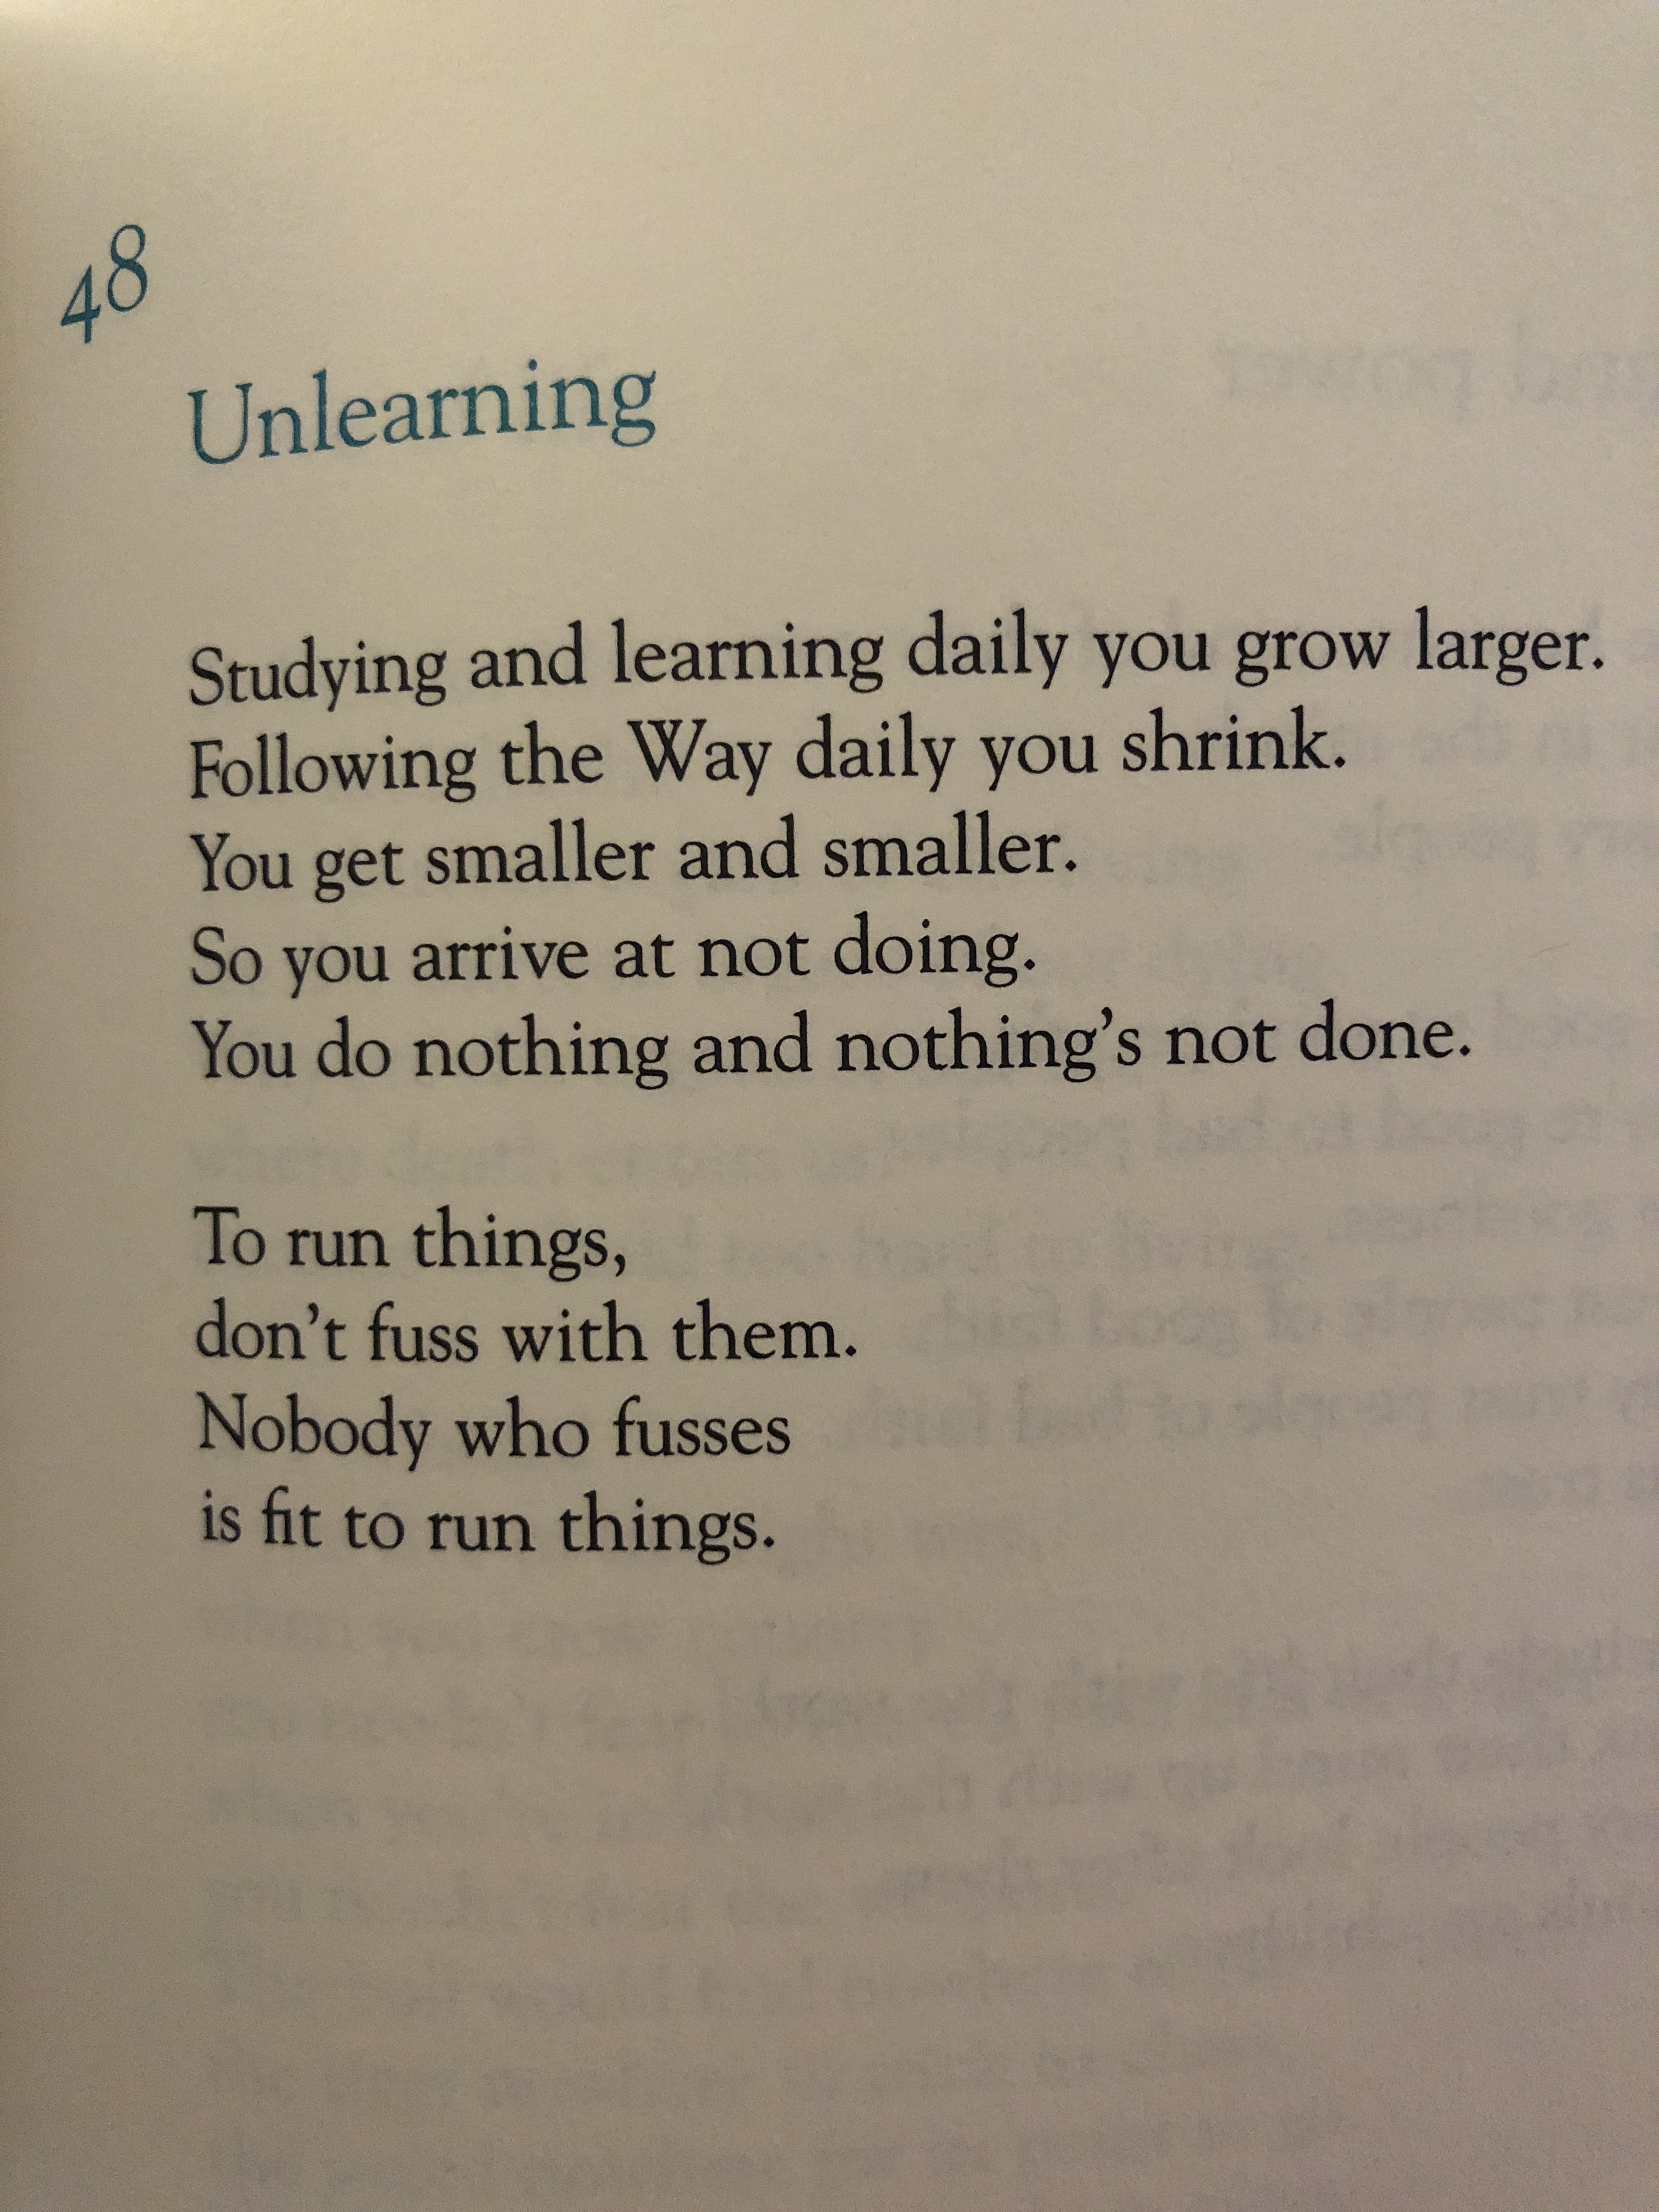 48
Unlearning
Studying and learning daily you grow larger.
Following the Way daily you shrink.
You get smaller and smaller.
So you arrive at not doing.
You do nothing and nothing’s not done.
To run things,
don’t fuss with them.
Nobody who fusses
is fit to run things.